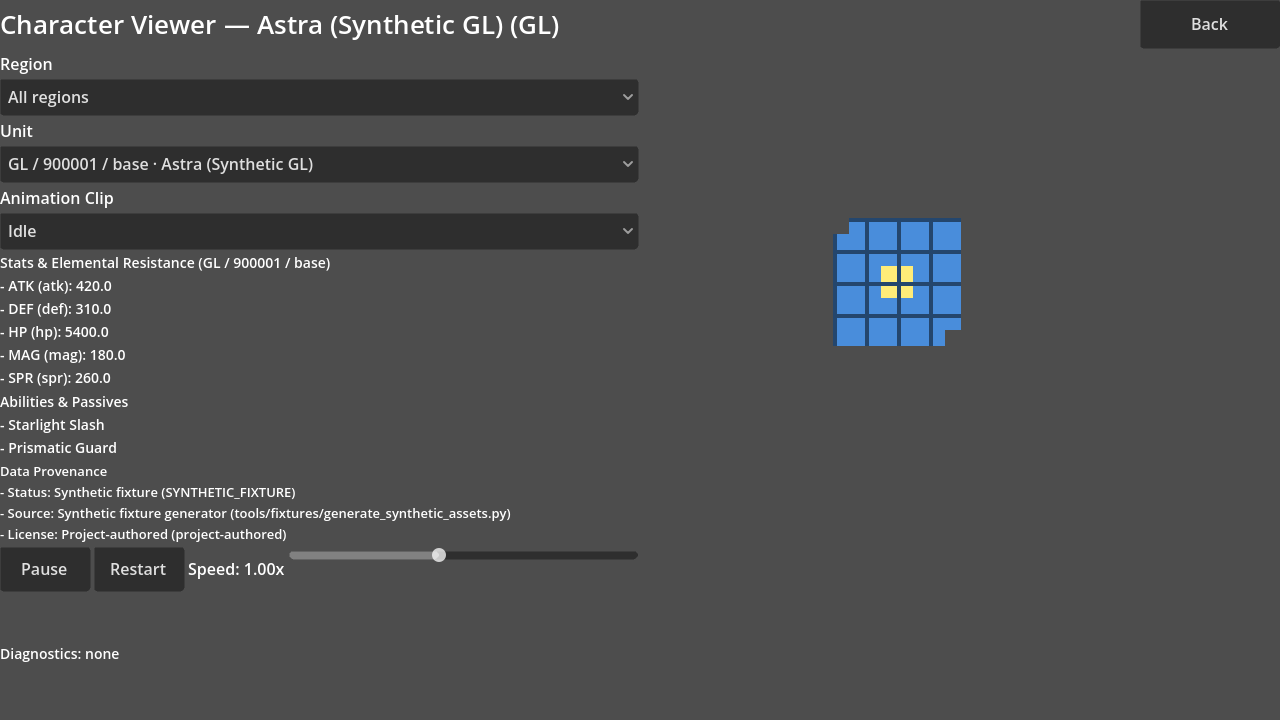 Character Viewer — Astra (Synthetic GL) (GL)
Back
Region
All regions
Unit
GL / 900001 / base · Astra (Synthetic GL)
Animation Clip
Idle
Stats & Elemental Resistance (GL / 900001 / base)
- ATK (atk): 420.0
- DEF (def): 310.0
- HP (hp): 5400.0
- MAG (mag): 180.0
- SPR (spr): 260.0
Abilities & Passives
- Starlight Slash
- Prismatic Guard
Data Provenance
- Status: Synthetic fixture (SYNTHETIC_FIXTURE)
- Source: Synthetic fixture generator (tools/fixtures/generate_synthetic_assets.py)
- License: Project-authored (project-authored)
Pause Restart Speed: 1.00x
Diagnostics: none